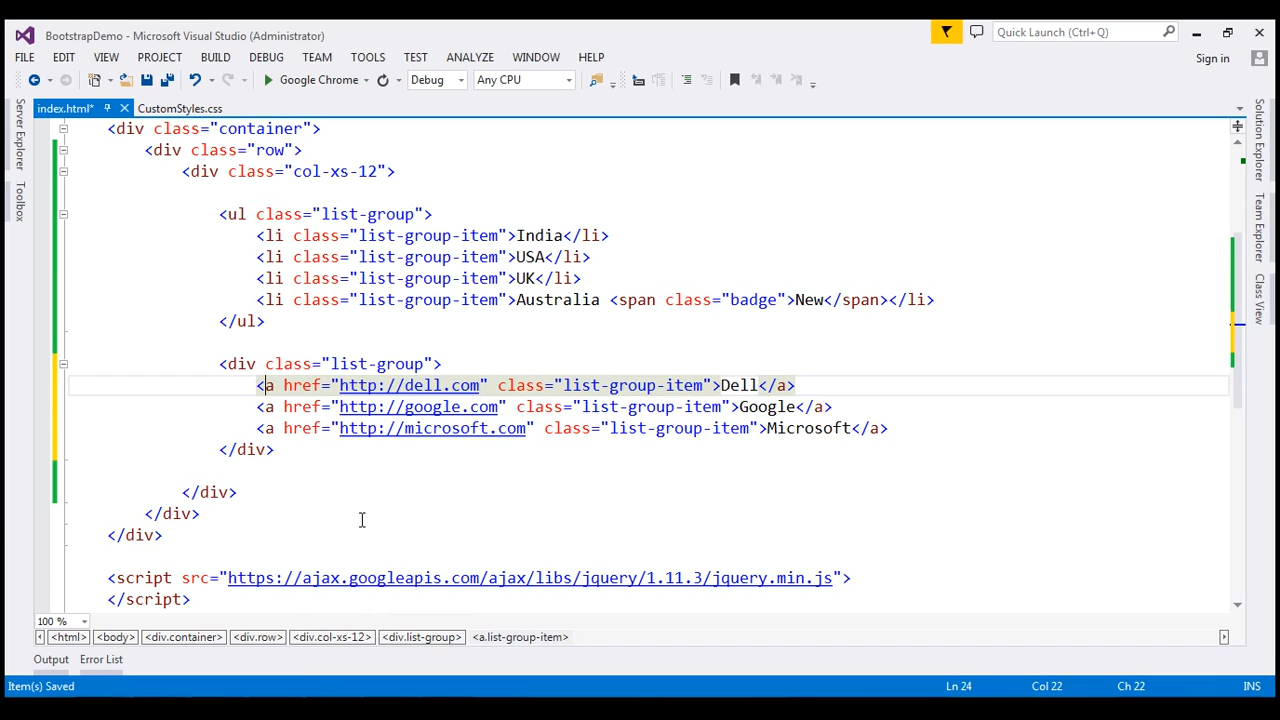 BootstrapDemo - Microsoft Visual Studio (Administrator)
Quick Launch (Ctrl+Q)
FILE EDIT VIEW PROJECT BUILD DEBUG TEAM TOOLS TEST ANALYZE WINDOW HELP
Sign in
Google Chrome Debug Any CPU
index.html* CustomStyles.css
Server Explorer
Toolbox
Solution Explorer
Team Explorer
Class View
<div class="container">
<div class="row">
<div class="col-xs-12">
<ul class="list-group">
<li class="list-group-item">India</li>
<li class="list-group-item">USA</li>
<li class="list-group-item">UK</li>
<li class="list-group-item">Australia <span class="badge">New</span></li>
</ul>
<div class="list-group">
<a href="http://dell.com" class="list-group-item">Dell</a>
<a href="http://google.com" class="list-group-item">Google</a>
<a href="http://microsoft.com" class="list-group-item">Microsoft</a>
</div>
</div>
</div>
</div>
<script src="https://ajax.googleapis.com/ajax/libs/jquery/1.11.3/jquery.min.js">
</script>
100 %
<html> <body> <div.container> <div.row> <div.col-xs-12> <div.list-group> <a.list-group-item>
Output Error List
Item(s) Saved Ln 24 Col 22 Ch 22 INS